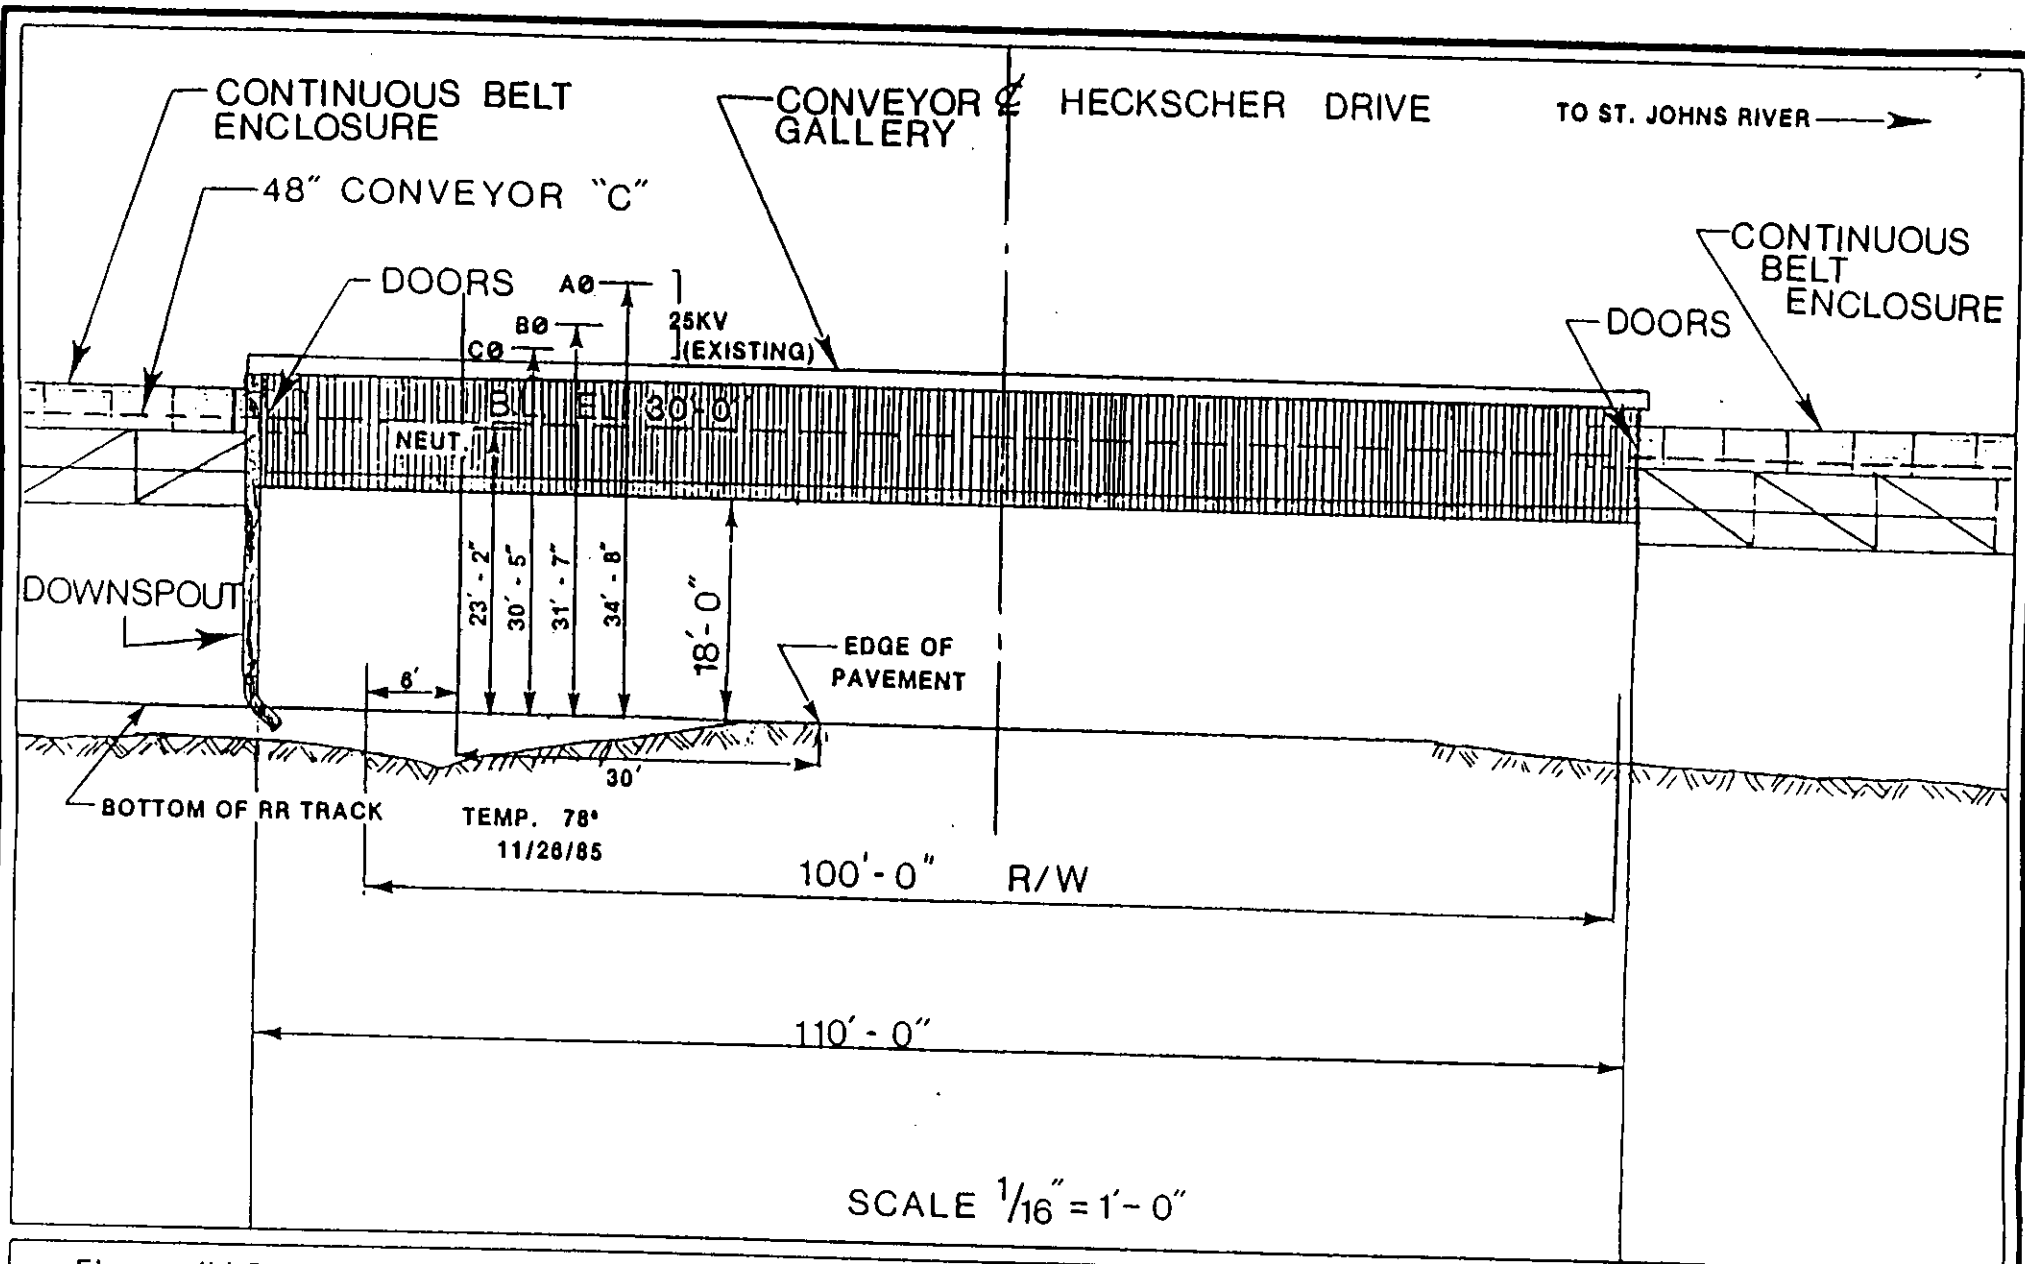 CONTINUOUS BELT
ENCLOSURE
CONVEYOR
GALLERY
℄ HECKSCHER DRIVE
TO ST. JOHNS RIVER
48" CONVEYOR "C"
CONTINUOUS
BELT
ENCLOSURE
DOORS
DOORS
AØ
BØ
CØ
25KV
(EXISTING)
EL 30'-0"
NEUT.
23'-2"
30'-5"
31'-7"
34'-8"
18'-0"
DOWNSPOUT
EDGE OF
PAVEMENT
6'
30'
BOTTOM OF RR TRACK
TEMP. 78°
11/26/85
100'-0" R/W
110'-0"
SCALE 1/16" = 1'-0"